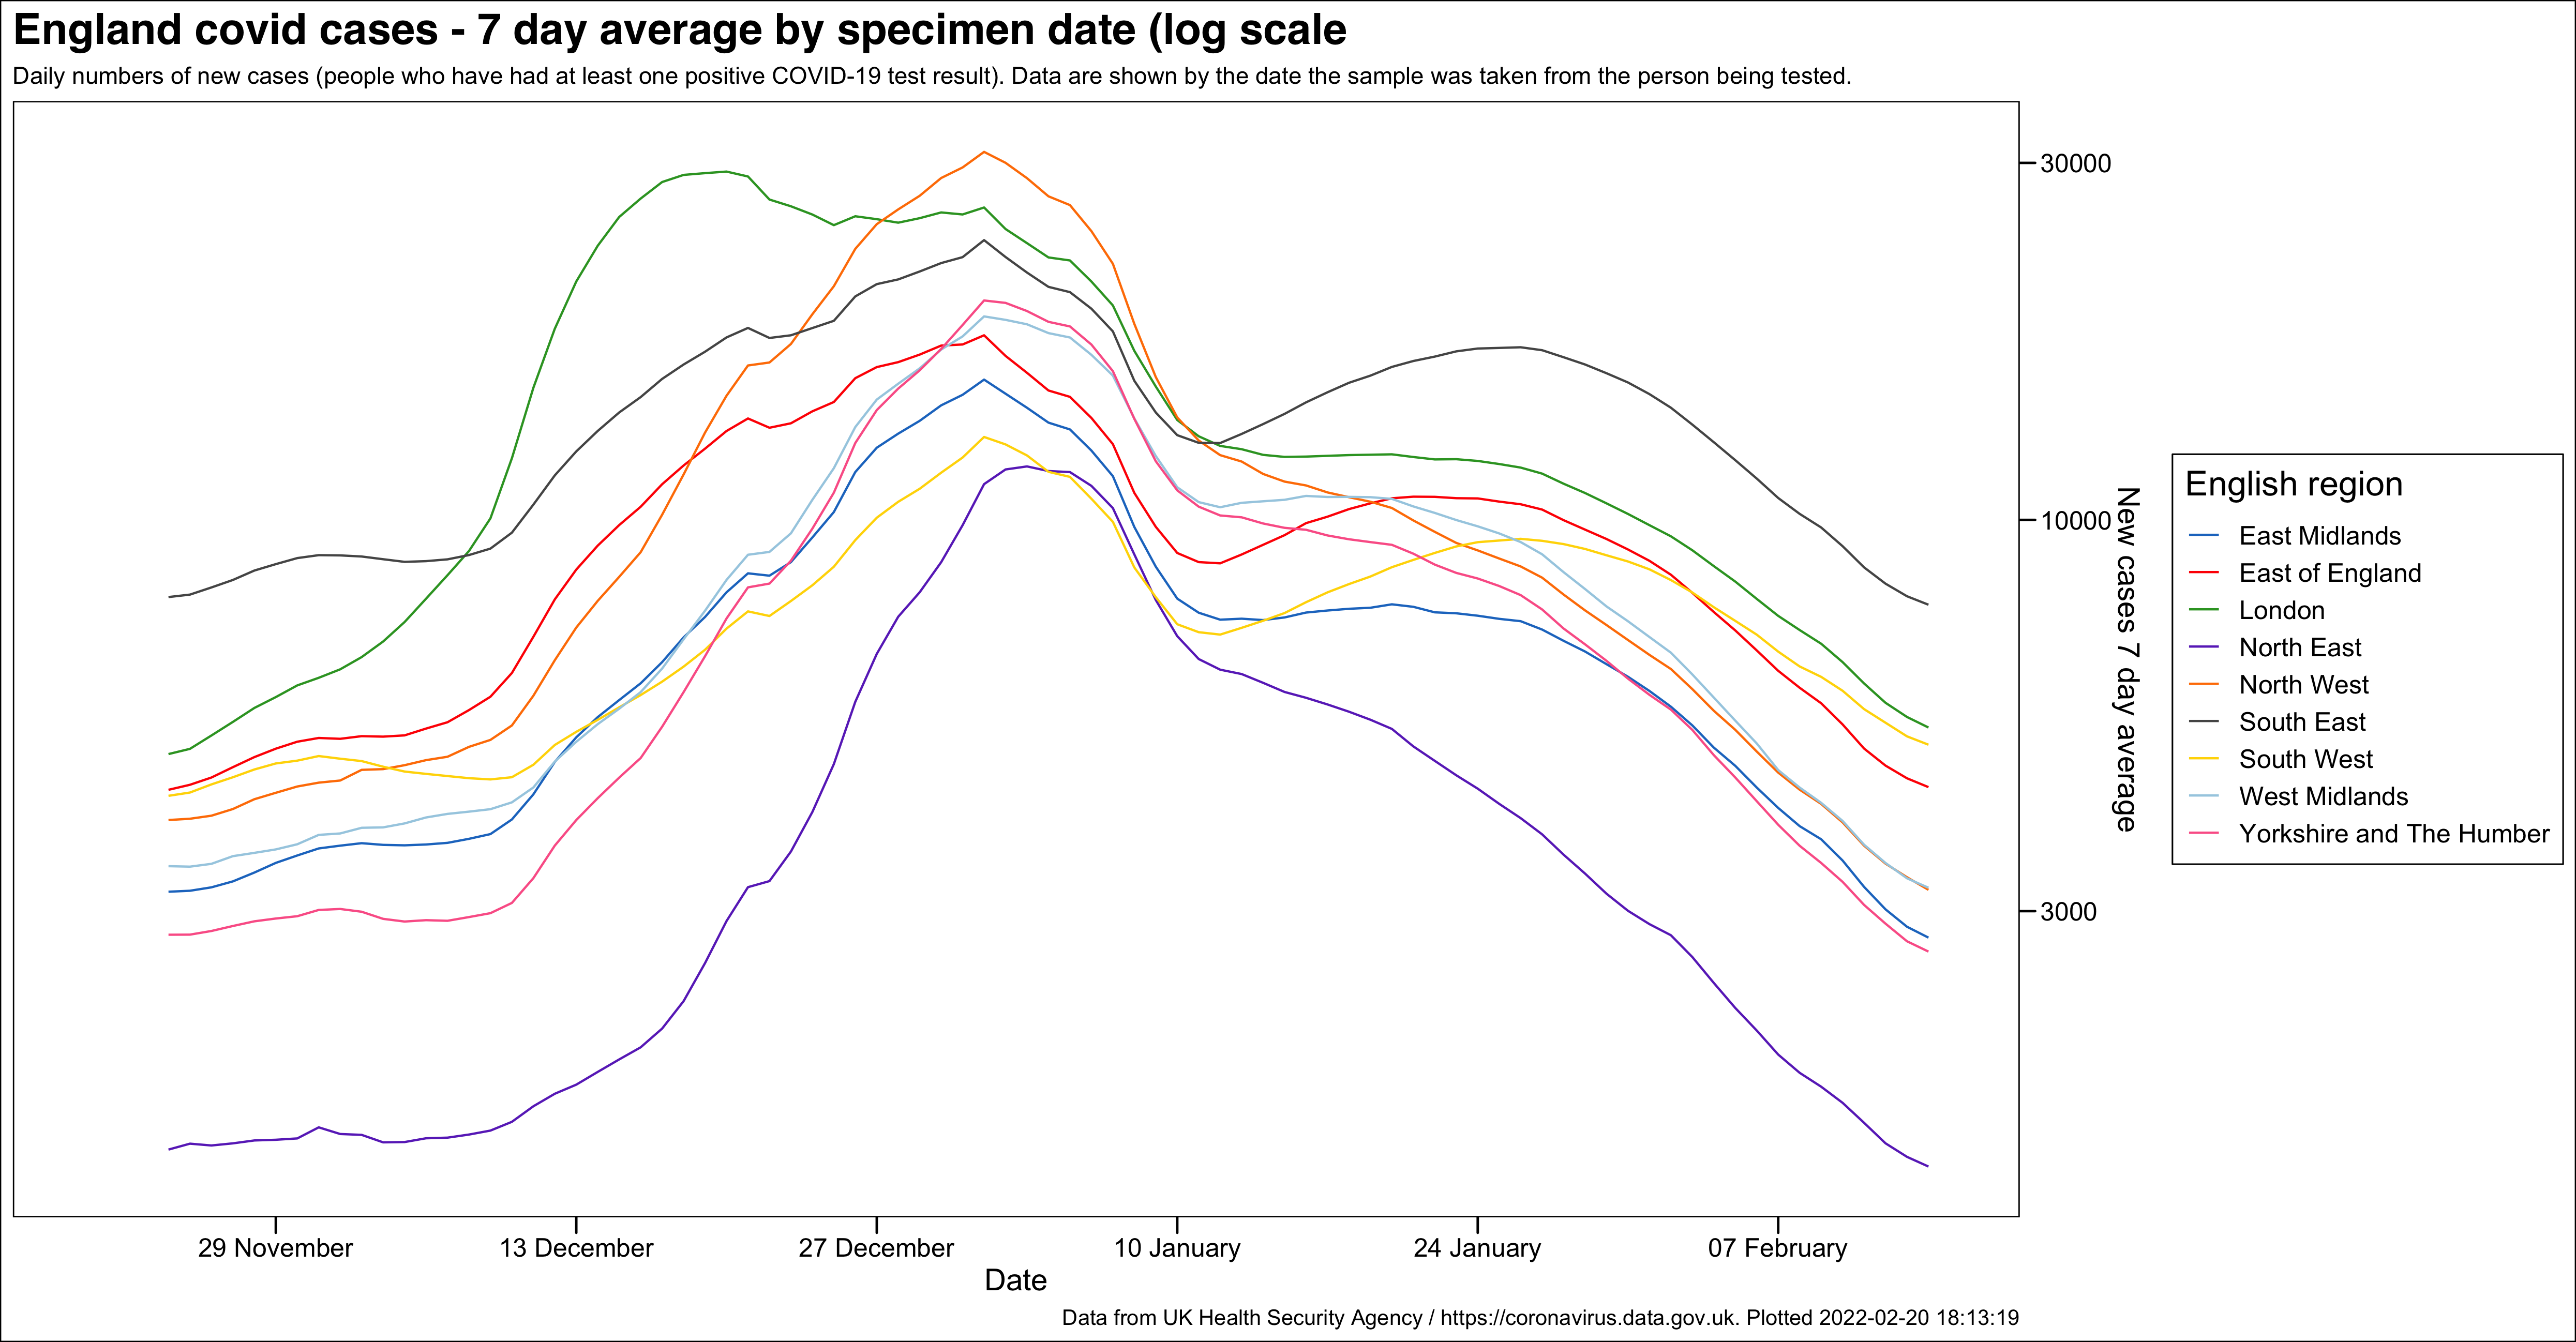 England covid cases - 7 day average by specimen date (log scale
Daily numbers of new cases (people who have had at least one positive COVID-19 test result). Data are shown by the date the sample was taken from the person being tested.
30000
10000
3000
New cases 7 day average
English region
East Midlands
East of England
London
North East
North West
South East
South West
West Midlands
Yorkshire and The Humber
29 November
13 December
27 December
10 January
24 January
07 February
Date
Data from UK Health Security Agency / https://coronavirus.data.gov.uk. Plotted 2022-02-20 18:13:19